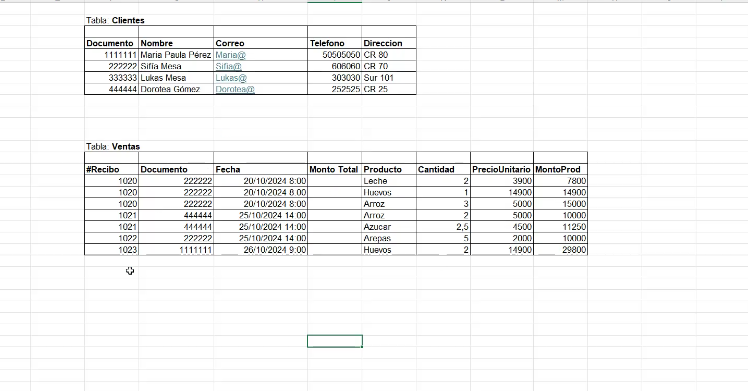 Tabla: Clientes
Documento Nombre Correo Telefono Direccion
1111111 Maria Paula Pérez Maria@ 50505050 CR 80
222222 Sifía Mesa Sifia@ 606060 CR 70
333333 Lukas Mesa Lukas@ 303030 Sur 101
444444 Dorotea Gómez Dorotea@ 252525 CR 25
Tabla: Ventas
#Recibo Documento Fecha Monto Total Producto Cantidad PrecioUnitario MontoProd
1020 222222 20/10/2024 8:00 Leche 2 3900 7800
1020 222222 20/10/2024 8:00 Huevos 1 14900 14900
1020 222222 20/10/2024 8:00 Arroz 3 5000 15000
1021 444444 25/10/2024 14:00 Arroz 2 5000 10000
1021 444444 25/10/2024 14:00 Azucar 2,5 4500 11250
1022 222222 25/10/2024 14:00 Arepas 5 2000 10000
1023 1111111 26/10/2024 9:00 Huevos 2 14900 29800